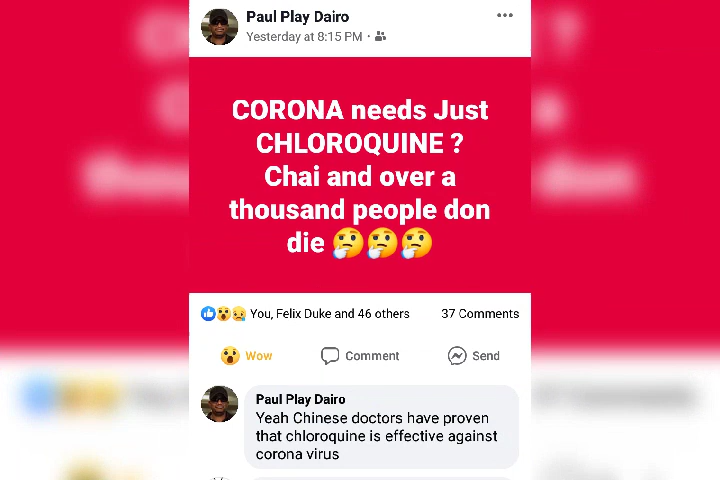 Paul Play Dairo
Yesterday at 8:15 PM ·
CORONA needs Just
CHLOROQUINE ?
Chai and over a
thousand people don
die 🤔🤔🤔
You, Felix Duke and 46 others 37 Comments
Wow Comment Send
Paul Play Dairo
Yeah Chinese doctors have proven
that chloroquine is effective against
corona virus